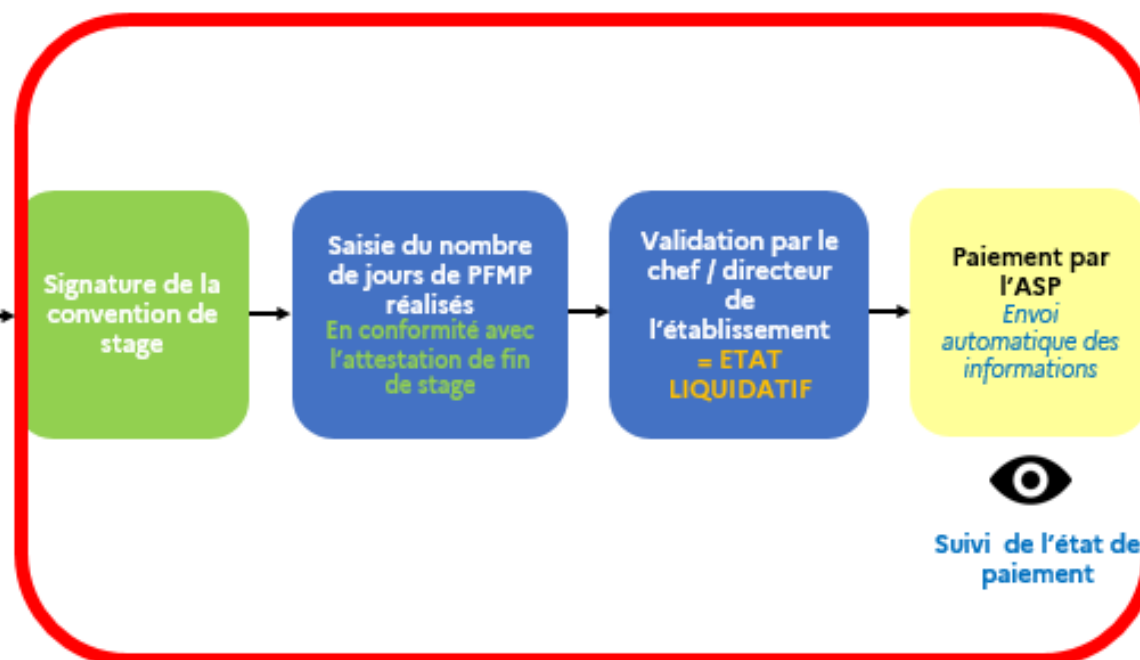 Signature de la
convention de
stage
Saisie du nombre
de jours de PFMP
réalisés
En conformité avec
l'attestation de fin
de stage
Validation par le
chef / directeur
de
l'établissement
= ETAT
LIQUIDATIF
Paiement par
l'ASP
Envoi
automatique des
informations
Suivi de l'état de
paiement